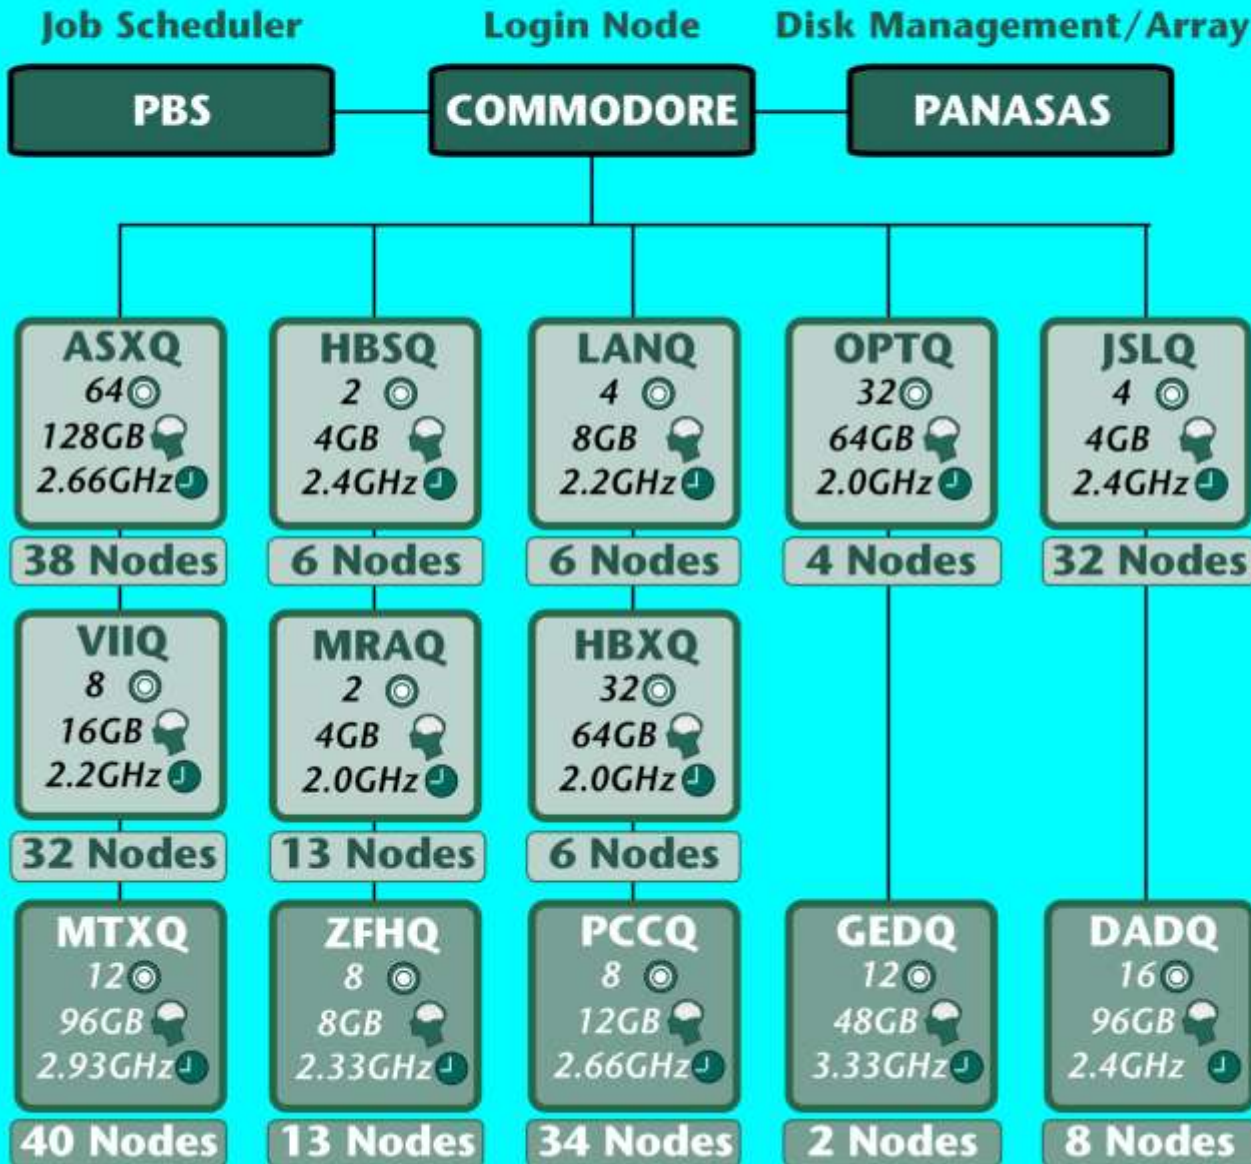 Job Scheduler
Login Node
Disk Management/Array
PBS
COMMODORE
PANASAS
ASXQ
64
128GB
2.66GHz
38 Nodes
HBSQ
2
4GB
2.4GHz
6 Nodes
LANQ
4
8GB
2.2GHz
6 Nodes
OPTQ
32
64GB
2.0GHz
4 Nodes
JSLQ
4
4GB
2.4GHz
32 Nodes
VIIQ
8
16GB
2.2GHz
32 Nodes
MRAQ
2
4GB
2.0GHz
13 Nodes
HBXQ
32
64GB
2.0GHz
6 Nodes
MTXQ
12
96GB
2.93GHz
40 Nodes
ZFHQ
8
8GB
2.33GHz
13 Nodes
PCCQ
8
12GB
2.66GHz
34 Nodes
GEDQ
12
48GB
3.33GHz
2 Nodes
DADQ
16
96GB
2.4GHz
8 Nodes